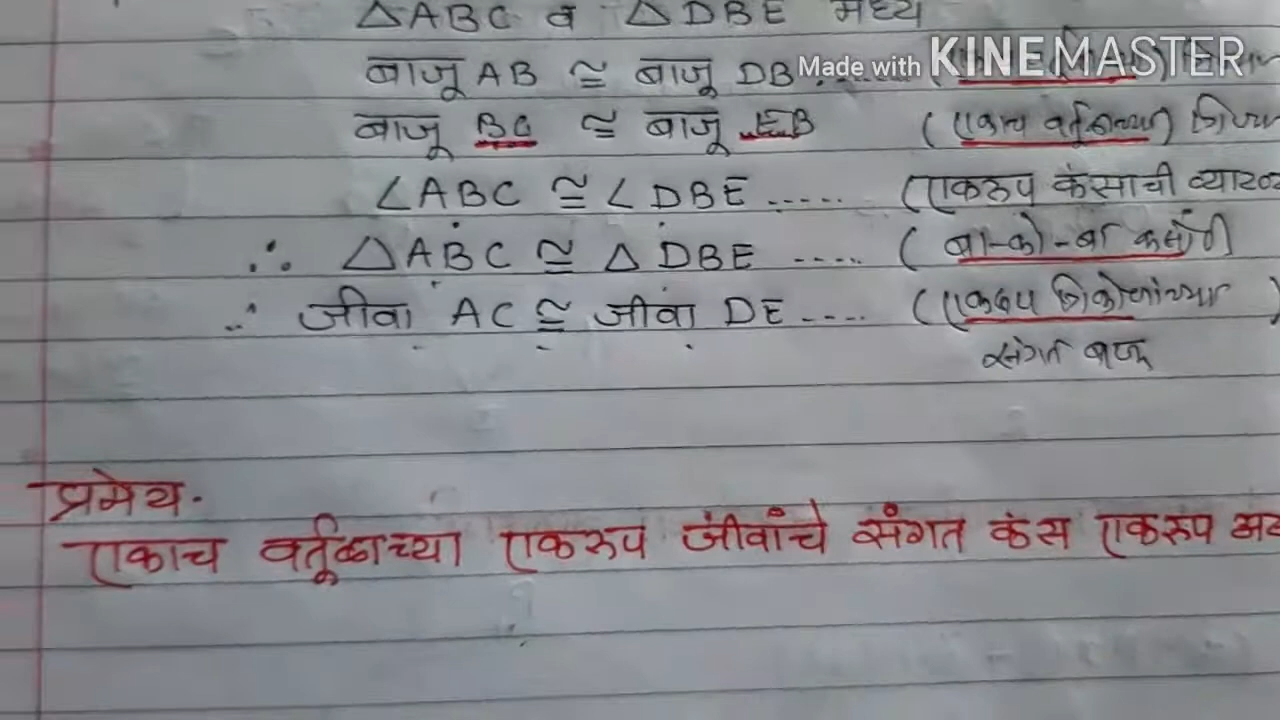 △ABC व △DBE मध्य
बाजू AB ≅ बाजू DB .....
Made with KINEMASTER
बाजू BC ≅ बाजू EB (एकाच वर्तुळाच्या त्रिज्या
∠ABC ≅ ∠DBE ..... (एकरुप कंसाची व्याख्या
∴ △ABC ≅ △DBE .... (बा-को-बा कसोटी)
∴ जीवा AC ≅ जीवा DE .... (एकरुप त्रिकोणांच्या )
संगत बाजू
प्रमेय.
एकाच वर्तूळाच्या एकरुप जीवांचे संगत कंस एकरुप